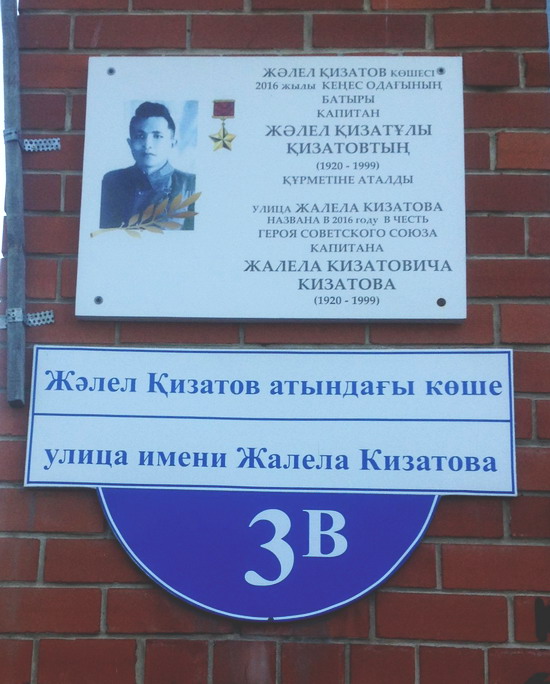 ЖӘЛЕЛ ҚИЗАТОВ КӨШЕСІ
2016 жылы КЕҢЕС ОДАҒЫНЫҢ
БАТЫРЫ
КАПИТАН
ЖӘЛЕЛ ҚИЗАТҰЛЫ
ҚИЗАТОВТЫҢ
(1920 - 1999)
ҚҰРМЕТІНЕ АТАЛДЫ
УЛИЦА ЖАЛЕЛА КИЗАТОВА
НАЗВАНА В 2016 году В ЧЕСТЬ
ГЕРОЯ СОВЕТСКОГО СОЮЗА
КАПИТАНА
ЖАЛЕЛА КИЗАТОВИЧА
КИЗАТОВА
(1920 - 1999)
Жәлел Қизатов атындағы көше
улица имени Жалела Кизатова
3В